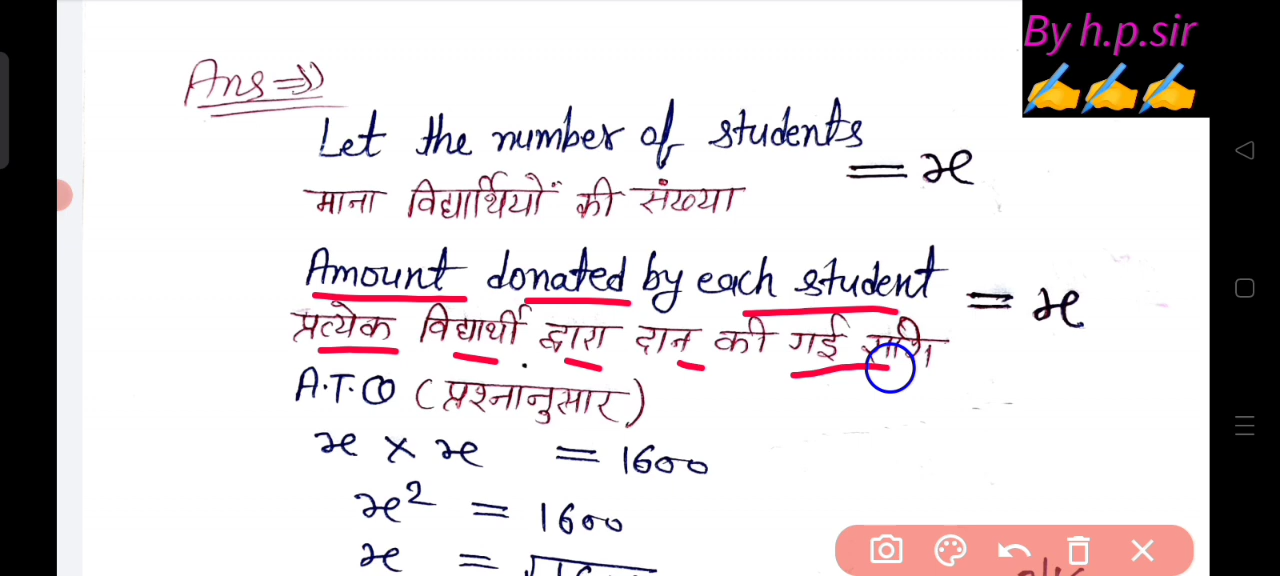 By h.p.sir
Ans ⇒
Let the number of students = x
माना विद्यार्थियों की संख्या
Amount donated by each student = x
प्रत्येक विद्यार्थी द्वारा दान की गई राशि
A.T.Q (प्रश्नानुसार)
x × x = 1600
x² = 1600
x =